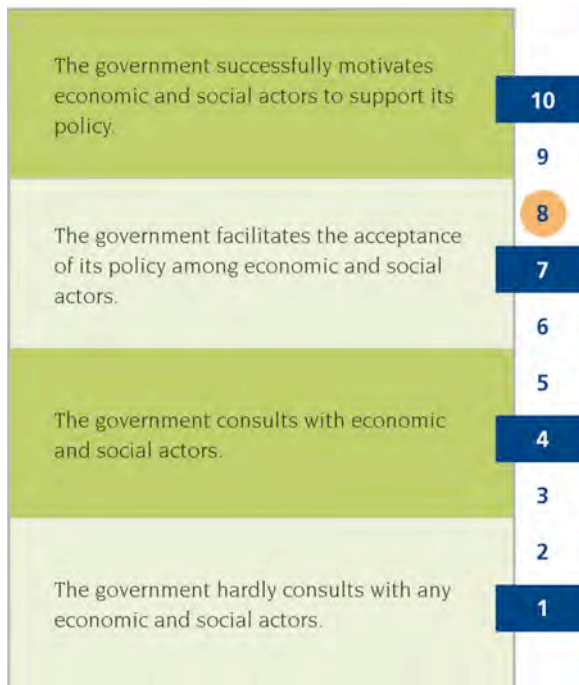 The government successfully motivates
economic and social actors to support its
policy.
10
9
8
The government facilitates the acceptance
of its policy among economic and social
actors.
7
6
5
The government consults with economic
and social actors.
4
3
2
The government hardly consults with any
economic and social actors.
1